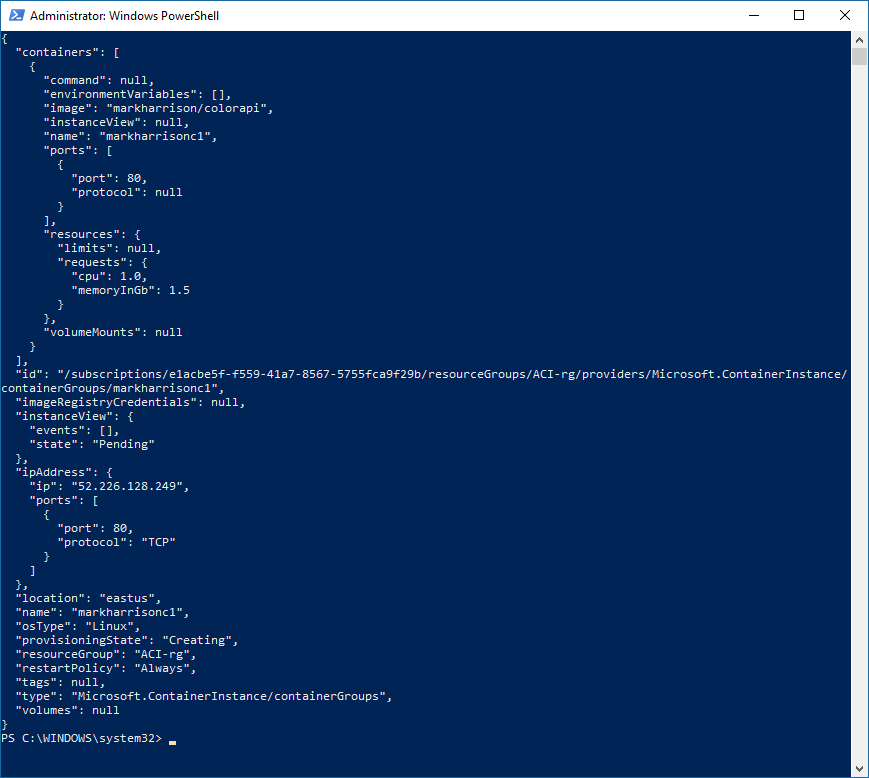 Administrator: Windows PowerShell
{
  "containers": [
    {
      "command": null,
      "environmentVariables": [],
      "image": "markharrison/colorapi",
      "instanceView": null,
      "name": "markharrisonc1",
      "ports": [
        {
          "port": 80,
          "protocol": null
        }
      ],
      "resources": {
        "limits": null,
        "requests": {
          "cpu": 1.0,
          "memoryInGb": 1.5
        }
      },
      "volumeMounts": null
    }
  ],
  "id": "/subscriptions/e1acbe5f-f559-41a7-8567-5755fca9f29b/resourceGroups/ACI-rg/providers/Microsoft.ContainerInstance/
containerGroups/markharrisonc1",
  "imageRegistryCredentials": null,
  "instanceView": {
    "events": [],
    "state": "Pending"
  },
  "ipAddress": {
    "ip": "52.226.128.249",
    "ports": [
      {
        "port": 80,
        "protocol": "TCP"
      }
    ]
  },
  "location": "eastus",
  "name": "markharrisonc1",
  "osType": "Linux",
  "provisioningState": "Creating",
  "resourceGroup": "ACI-rg",
  "restartPolicy": "Always",
  "tags": null,
  "type": "Microsoft.ContainerInstance/containerGroups",
  "volumes": null
}
PS C:\WINDOWS\system32>